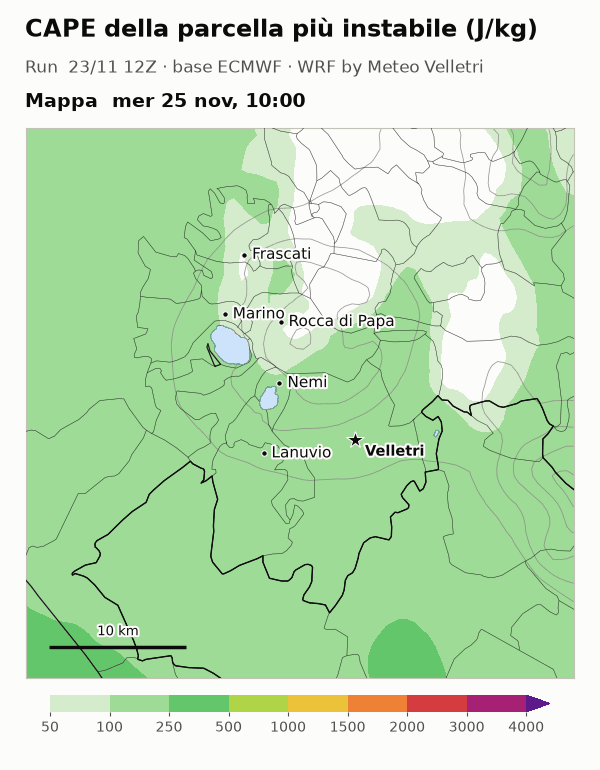 CAPE della parcella più instabile (J/kg)
Run  23/11 12Z · base ECMWF · WRF by Meteo Velletri
Mappa  mer 25 nov, 10:00
Frascati
Marino
Rocca di Papa
Nemi
Lanuvio
Velletri
10 km
50 100 250 500 1000 1500 2000 3000 4000